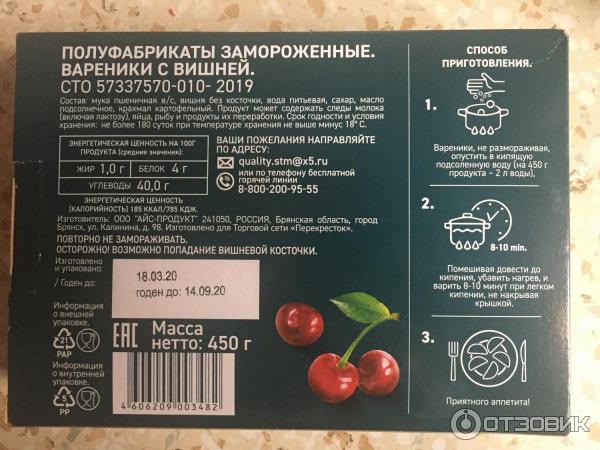 ПОЛУФАБРИКАТЫ ЗАМОРОЖЕННЫЕ.
ВАРЕНИКИ С ВИШНЕЙ.
СТО 57337570-010- 2019
Состав: мука пшеничная в/с, вишня без косточки, вода питьевая, сахар, масло
подсолнечное, крахмал картофельный. Продукт может содержать следы молока
(включая лактозу), яйца, рыбу и продукты их переработки. Срок годности и условия
хранения: не более 180 суток при температуре хранения не выше минус 18° С.
ЭНЕРГЕТИЧЕСКАЯ ЦЕННОСТЬ НА 100Г
ПРОДУКТА (средние значения):
ЖИР 1,0 г БЕЛОК 4 г
УГЛЕВОДЫ 40,0 г
ЭНЕРГЕТИЧЕСКАЯ ЦЕННОСТЬ
(КАЛОРИЙНОСТЬ) 185 ККАЛ/785 КДЖ.
ВАШИ ПОЖЕЛАНИЯ НАПРАВЛЯЙТЕ
ПО АДРЕСУ:
quality.stm@x5.ru
или по телефону бесплатной
горячей линии
8-800-200-95-55
Изготовитель: ООО "АЙС-ПРОДУКТ" 241050, РОССИЯ, Брянская область, город
Брянск, ул. Калинина, д. 98. Изготовлено для Торговой сети «Перекресток».
ПОВТОРНО НЕ ЗАМОРАЖИВАТЬ.
ОСТОРОЖНО! ВОЗМОЖНО ПОПАДАНИЕ ВИШНЕВОЙ КОСТОЧКИ.
Изготовлено
и упаковано:
/ Годен до:
18.03.20
годен до: 14.09.20
Информация
о внешней
упаковке.
21
PAP
Информация
о внутренней
упаковке.
5
PP
EAC
Масса
нетто: 450 г
4 606209 003482
СПОСОБ
ПРИГОТОВЛЕНИЯ.
1.
Вареники, не размораживая,
опустить в кипящую
подсоленную воду (на 450 г
продукта - 2 л воды).
2.
8-10 min.
Помешивая довести до
кипения, убавить нагрев, и
варить 8-10 минут при легком
кипении, не накрывая
крышкой.
3.
Приятного аппетита!
ОТЗОВИК